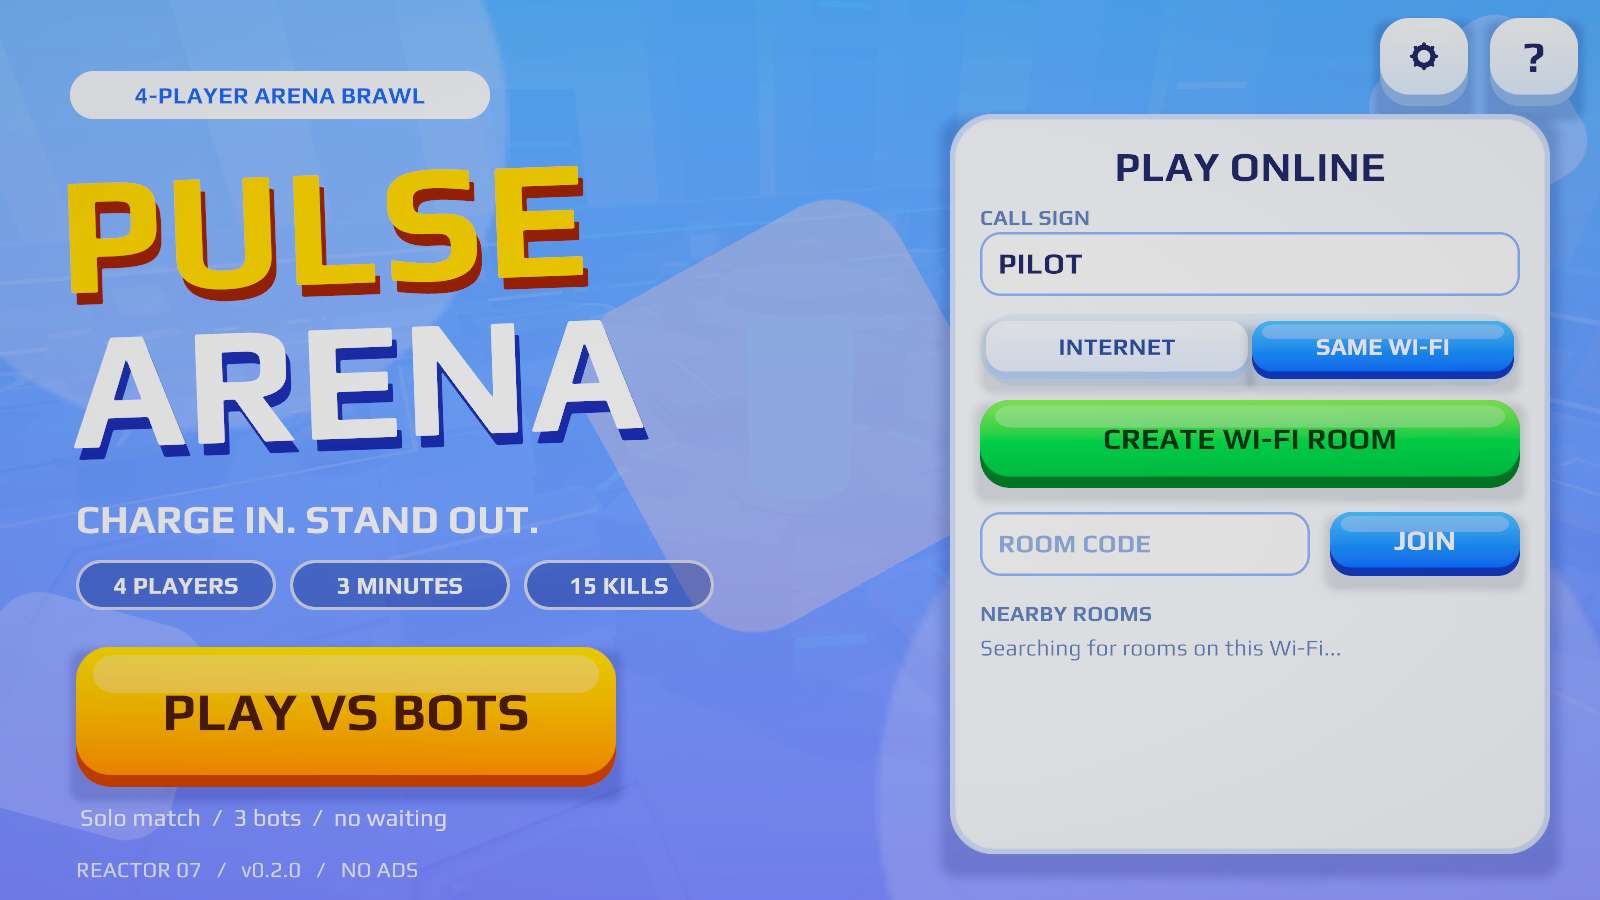 4-PLAYER ARENA BRAWL
PULSE
ARENA
CHARGE IN. STAND OUT.
4 PLAYERS
3 MINUTES
15 KILLS
PLAY VS BOTS
Solo match / 3 bots / no waiting
REACTOR 07 / v0.2.0 / NO ADS
?
PLAY ONLINE
CALL SIGN
PILOT
INTERNET
SAME WI-FI
CREATE WI-FI ROOM
ROOM CODE
JOIN
NEARBY ROOMS
Searching for rooms on this Wi-Fi...